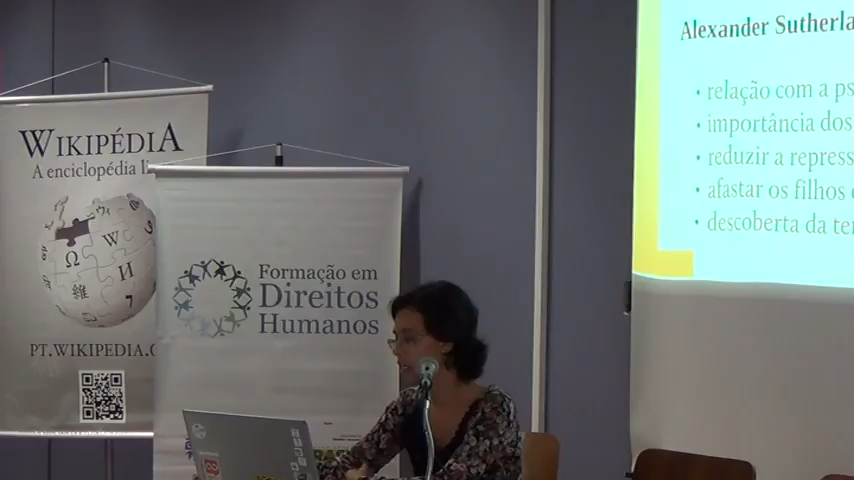 WIKIPÉDIA
A enciclopédia li
PT.WIKIPEDIA.
Formação em
Direitos
Humanos
Alexander Sutherla
• relação com a ps
• importância dos
• reduzir a repress
• afastar os filhos
• descoberta da ter